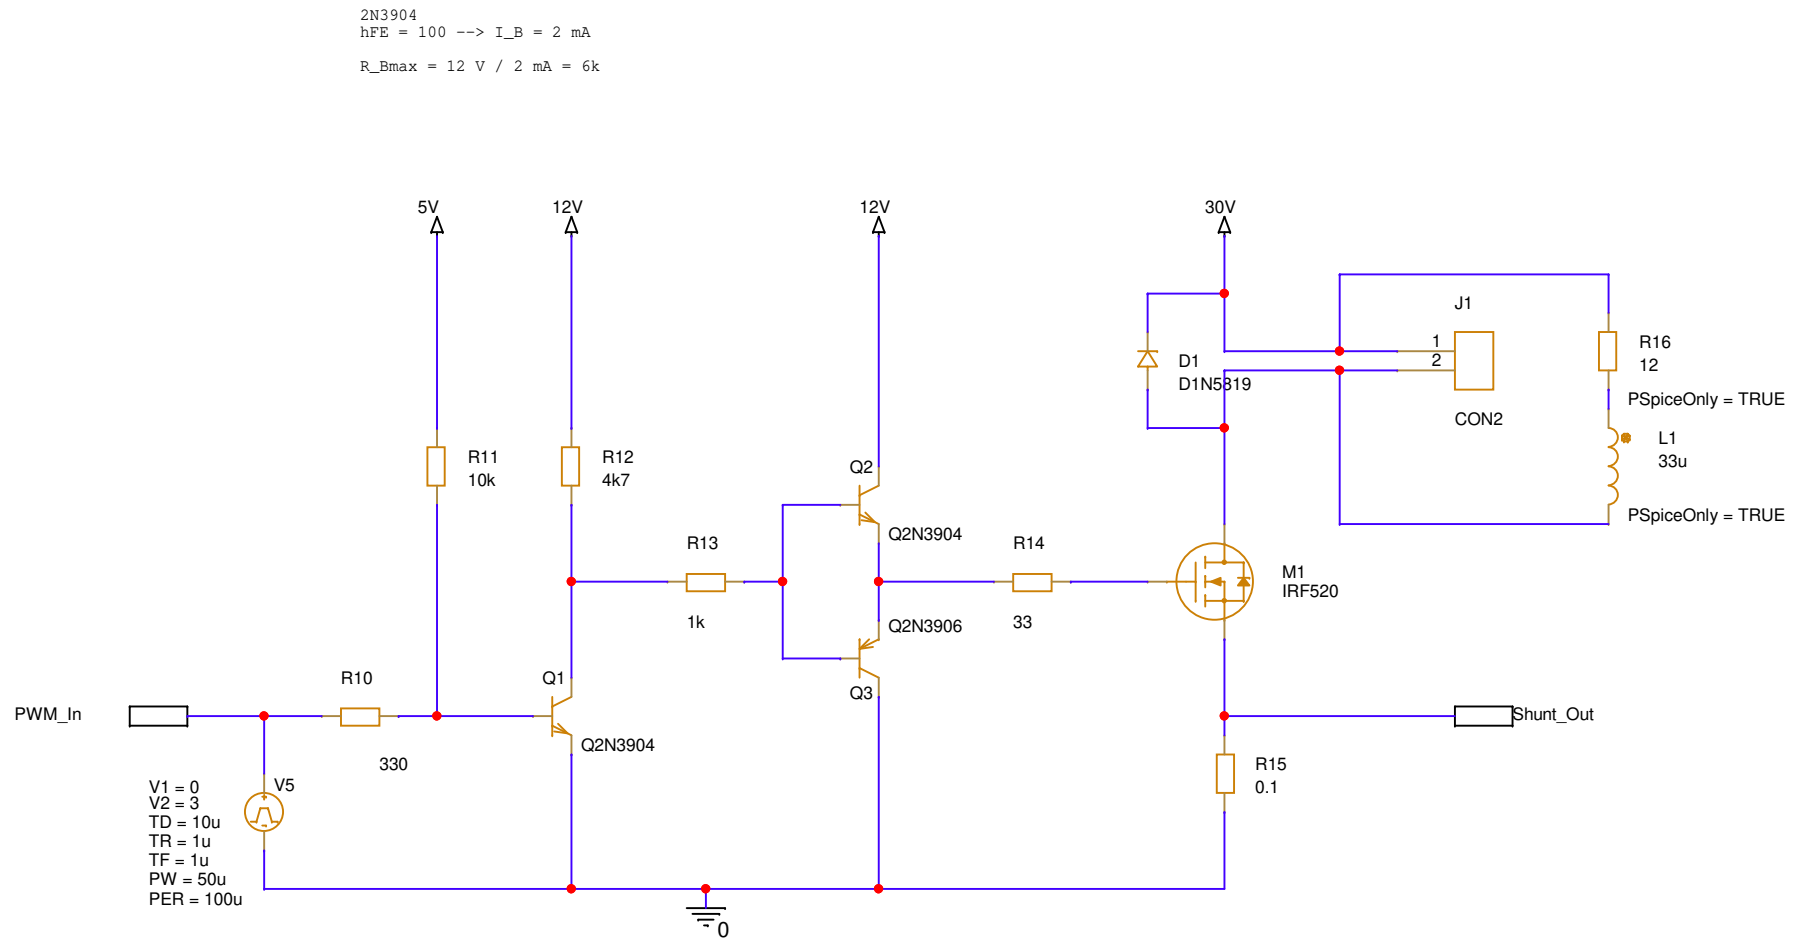 2N3904
hFE = 100 --> I_B = 2 mA
R_Bmax = 12 V / 2 mA = 6k
5V
12V
12V
30V
J1
1
2
R16
12
D1
D1N5819
PSpiceOnly = TRUE
CON2
L1
33u
R11
10k
R12
4k7
Q2
PSpiceOnly = TRUE
Q2N3904
R13
R14
M1
IRF520
1k
Q2N3906
33
R10
Q1
Q3
PWM_In
Shunt_Out
Q2N3904
330
R15
0.1
V5
V1 = 0
V2 = 3
TD = 10u
TR = 1u
TF = 1u
PW = 50u
PER = 100u
0